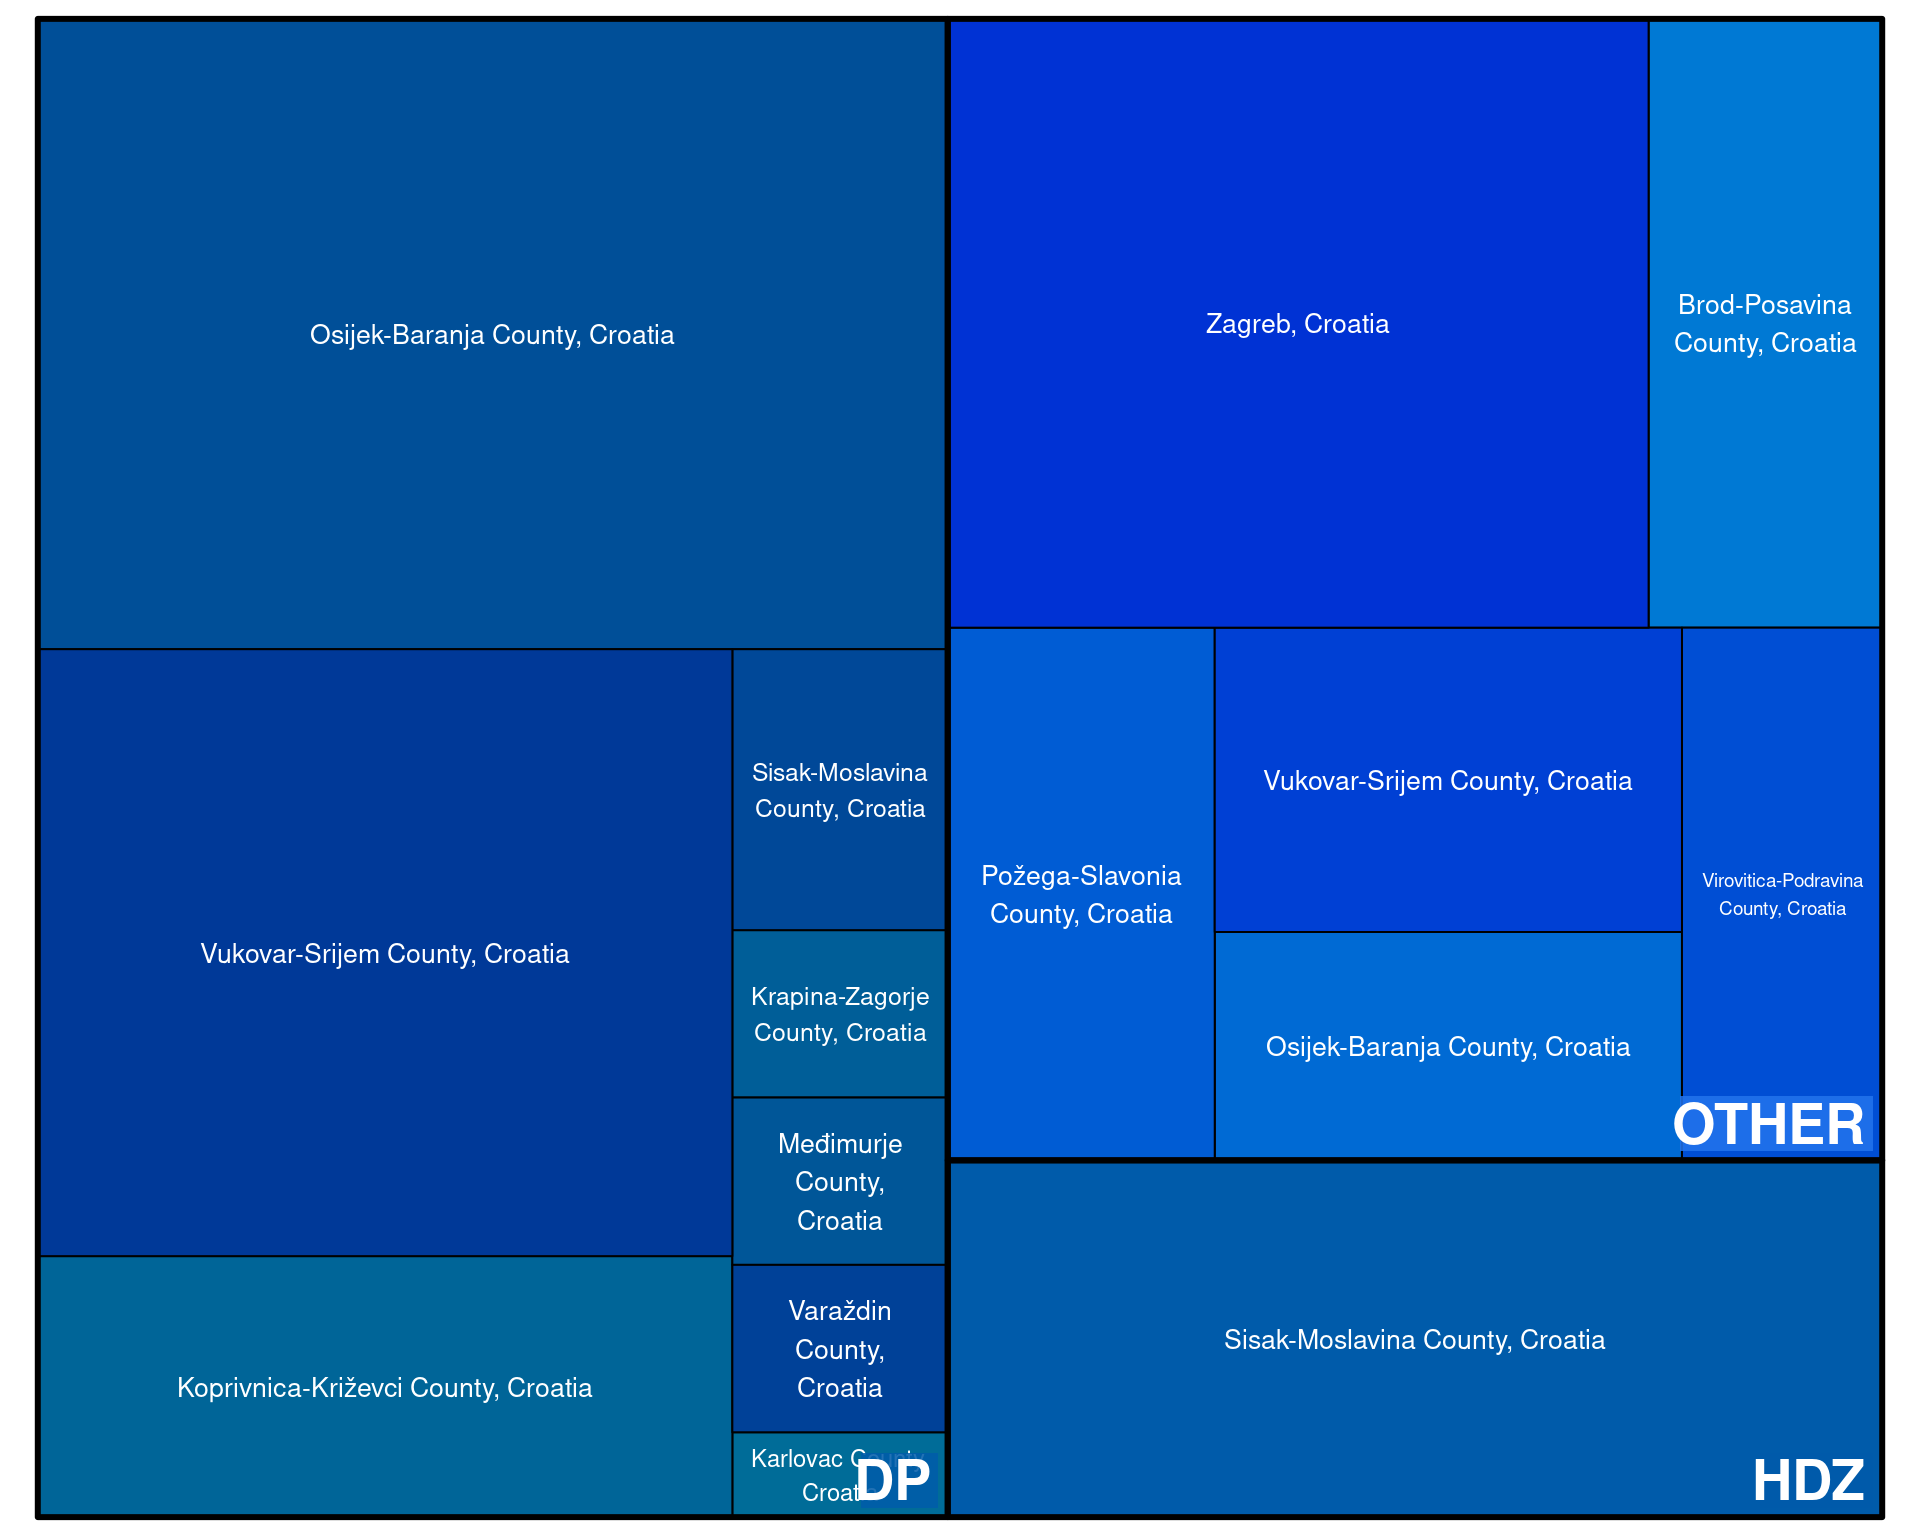 Osijek-Baranja County, Croatia
Vukovar-Srijem County, Croatia
Sisak-Moslavina
County, Croatia
Krapina-Zagorje
County, Croatia
Međimurje
County,
Croatia
Varaždin
County,
Croatia
Koprivnica-Križevci County, Croatia
Karlovac County,
Croatia
DP
Zagreb, Croatia
Brod-Posavina
County, Croatia
Požega-Slavonia
County, Croatia
Vukovar-Srijem County, Croatia
Osijek-Baranja County, Croatia
Virovitica-Podravina
County, Croatia
OTHER
Sisak-Moslavina County, Croatia
HDZ